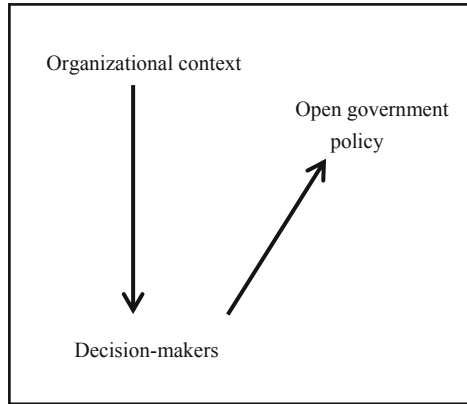 Organizational context
Open government
policy
Decision-makers